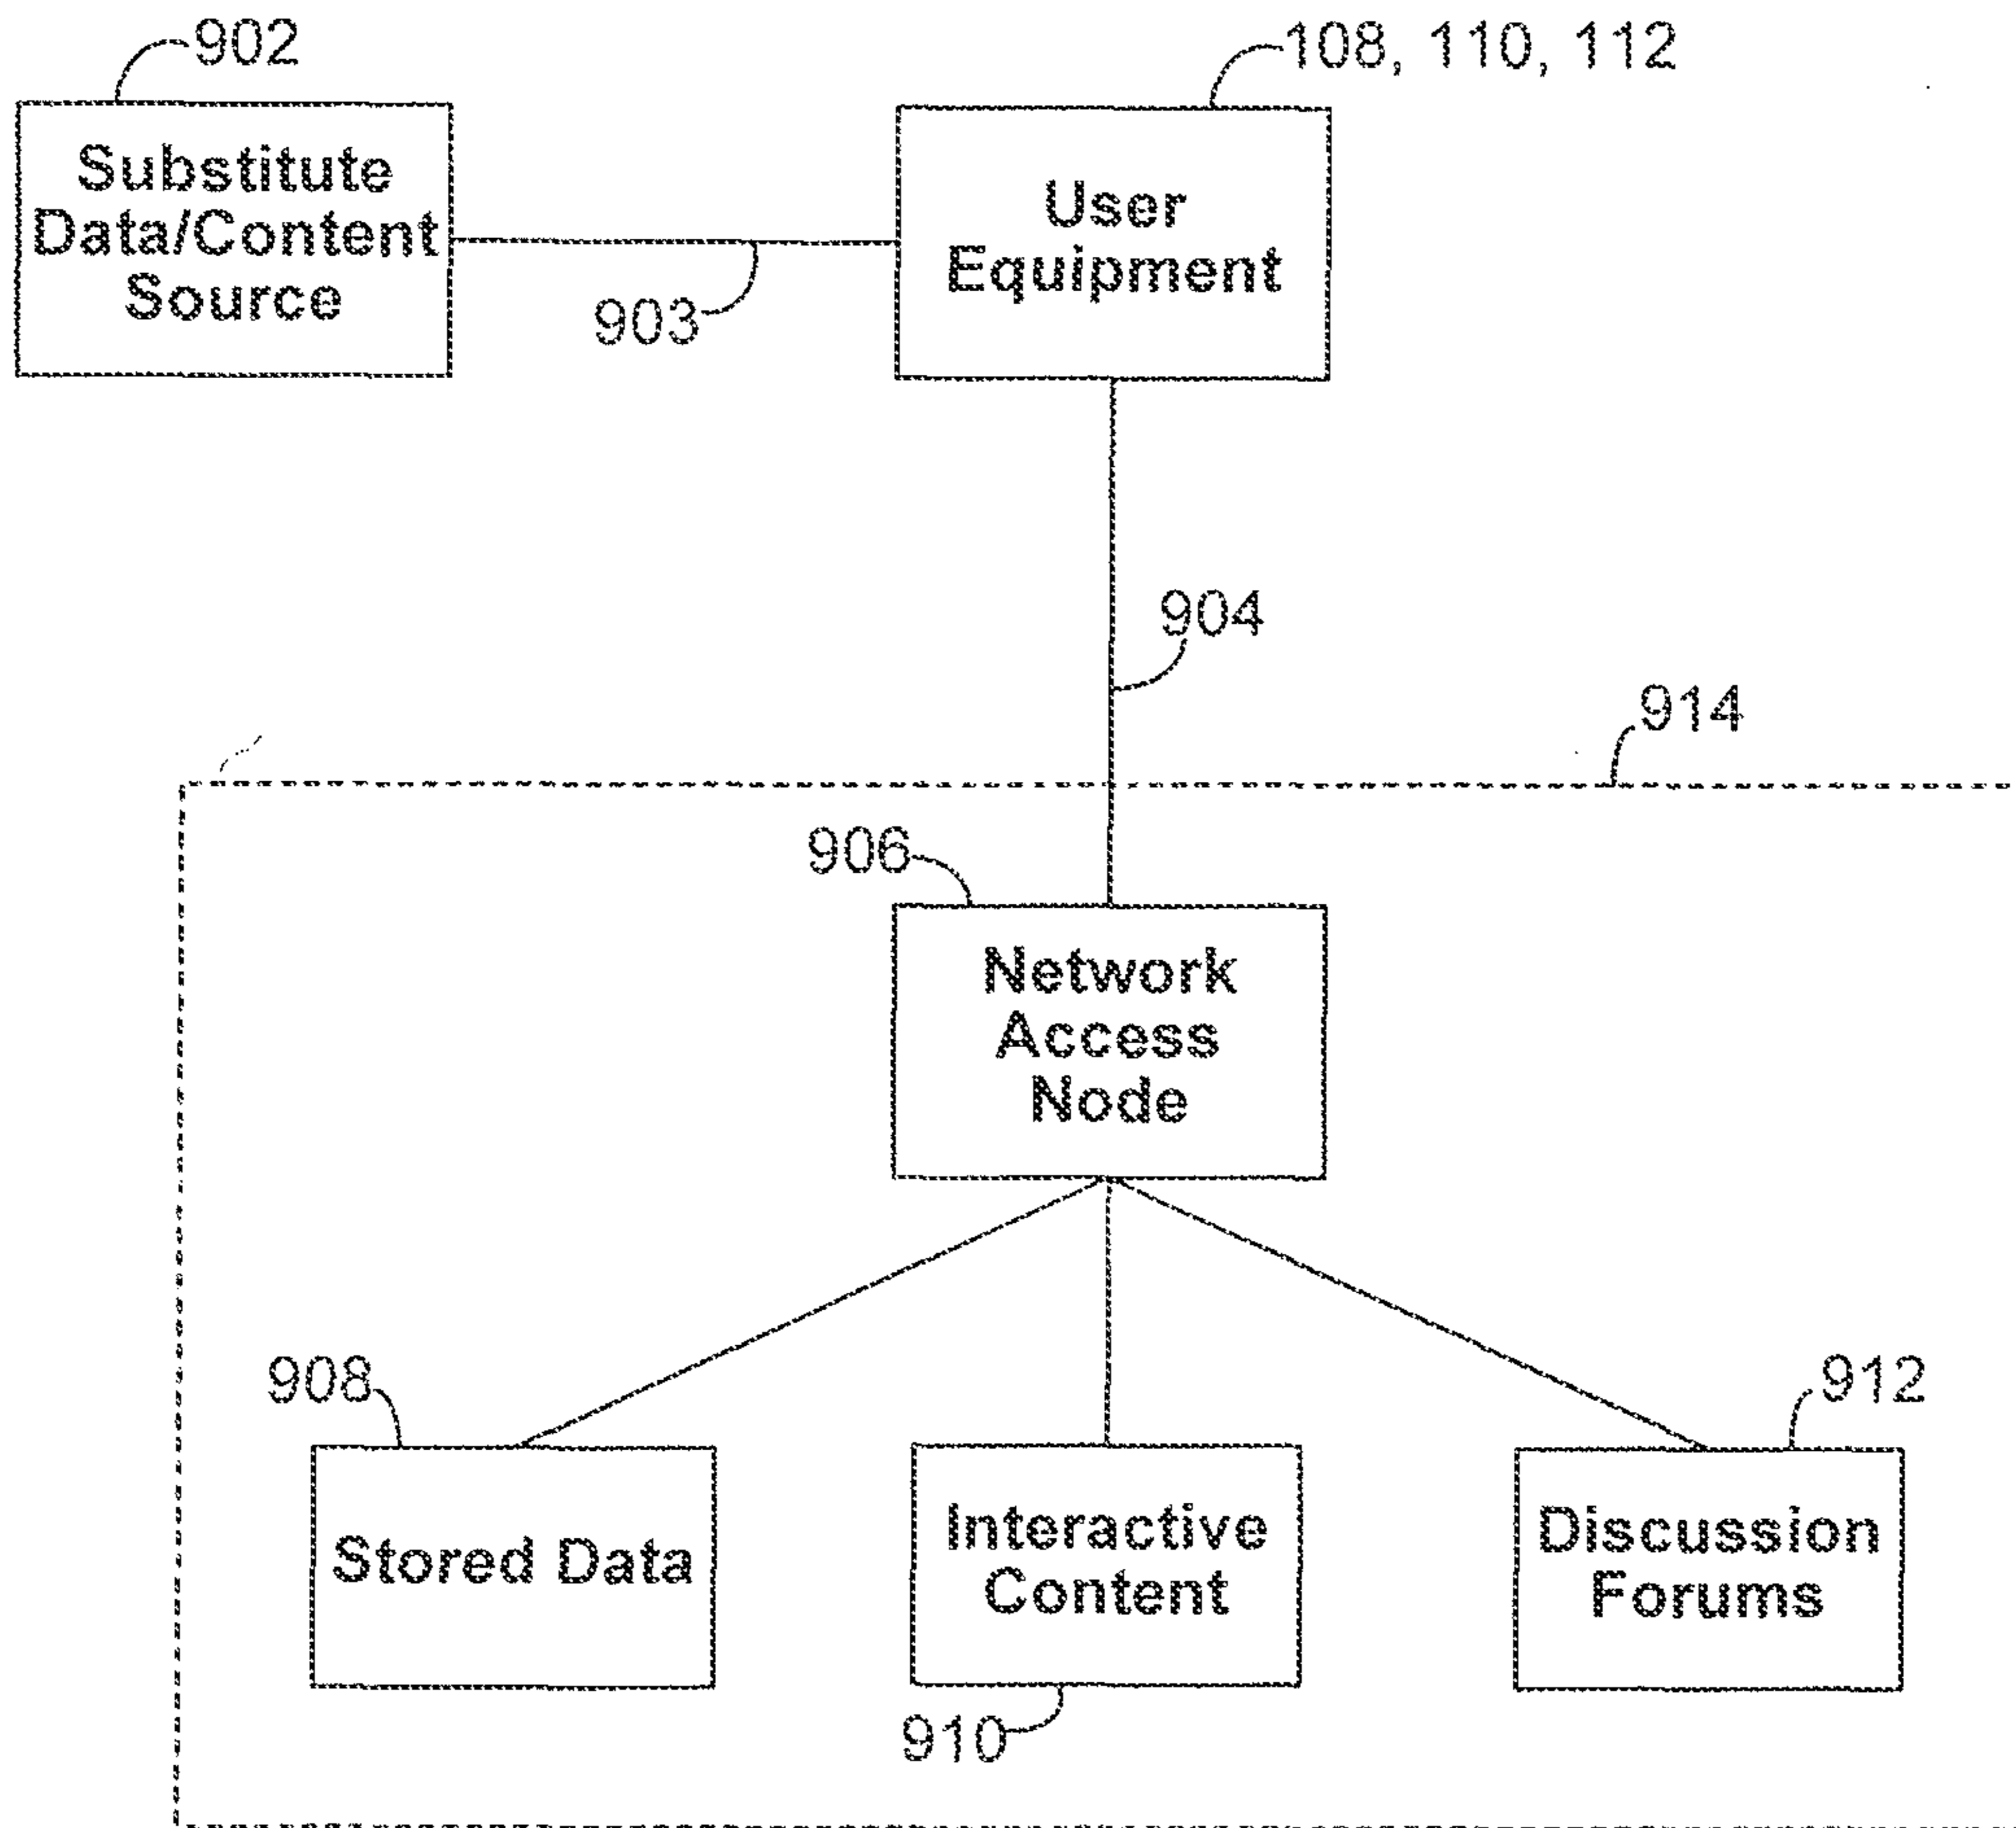 902
108, 110, 112
Substitute
Data/Content
Source
User
Equipment
903
904
914
906
Network
Access
Node
908
912
Stored Data
Interactive
Content
Discussion
Forums
910